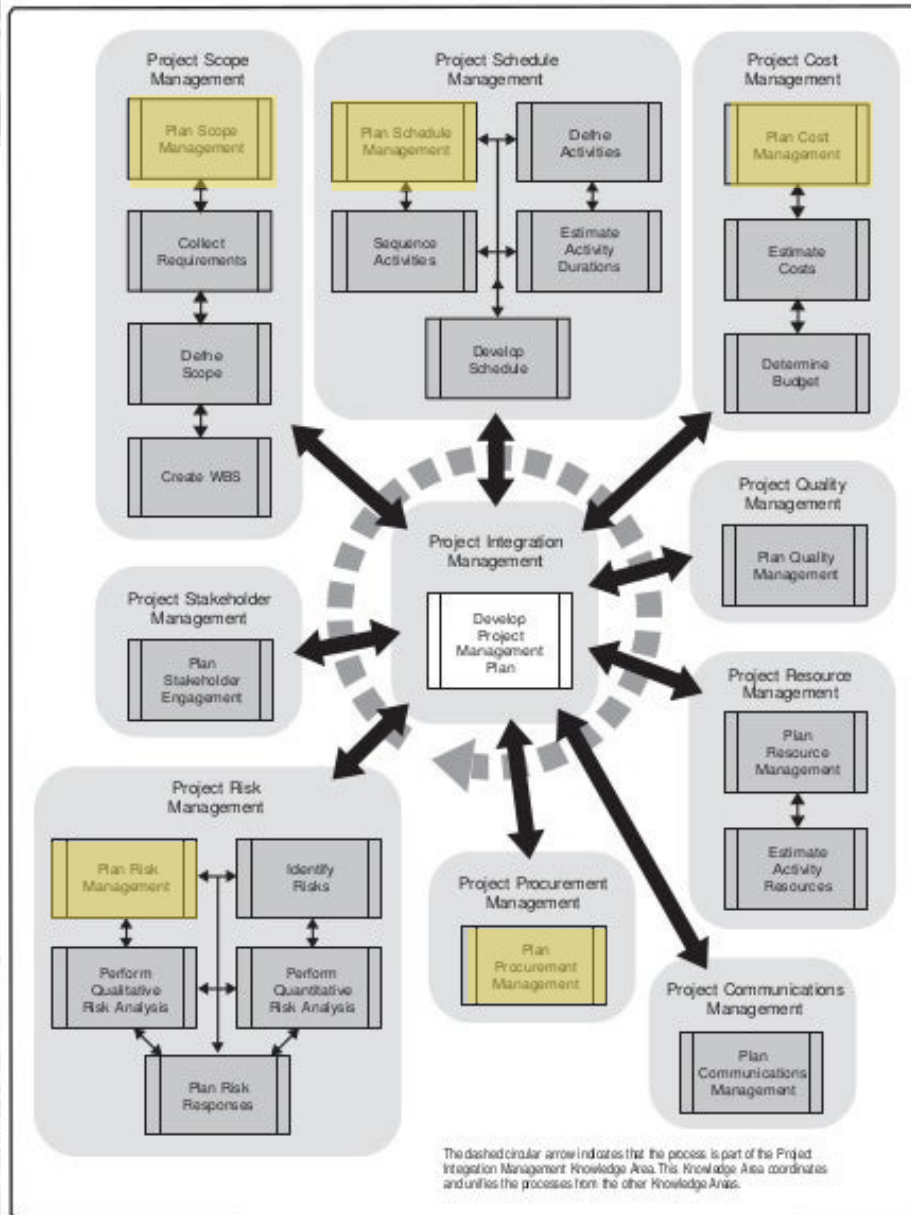 Project Scope
Management
Plan Scope
Management
Collect
Requirements
Defne
Scope
Create WBS
Project Schedule
Management
Plan Schedule
Management
Defne
Activities
Sequence
Activities
Estimate
Activity
Durations
Develop
Schedule
Project Cost
Management
Plan Cost
Management
Estimate
Costs
Determine
Budget
Project Quality
Management
Plan Quality
Management
Project Integration
Management
Develop
Project
Management
Plan
Project Stakeholder
Management
Plan
Stakeholder
Engagement
Project Resource
Management
Plan
Resource
Management
Estimate
Activity
Resources
Project Risk
Management
Plan Risk
Management
Identify
Risks
Perform
Qualitative
Risk Analysis
Perform
Quantitative
Risk Analysis
Plan Risk
Responses
Project Procurement
Management
Plan
Procurement
Management
Project Communications
Management
Plan
Communications
Management
The dashed circular arrow indicates that the process is part of the Project
Integration Management Knowledge Area. This Knowledge Area coordinates
and unifies the processes from the other Knowledge Areas.